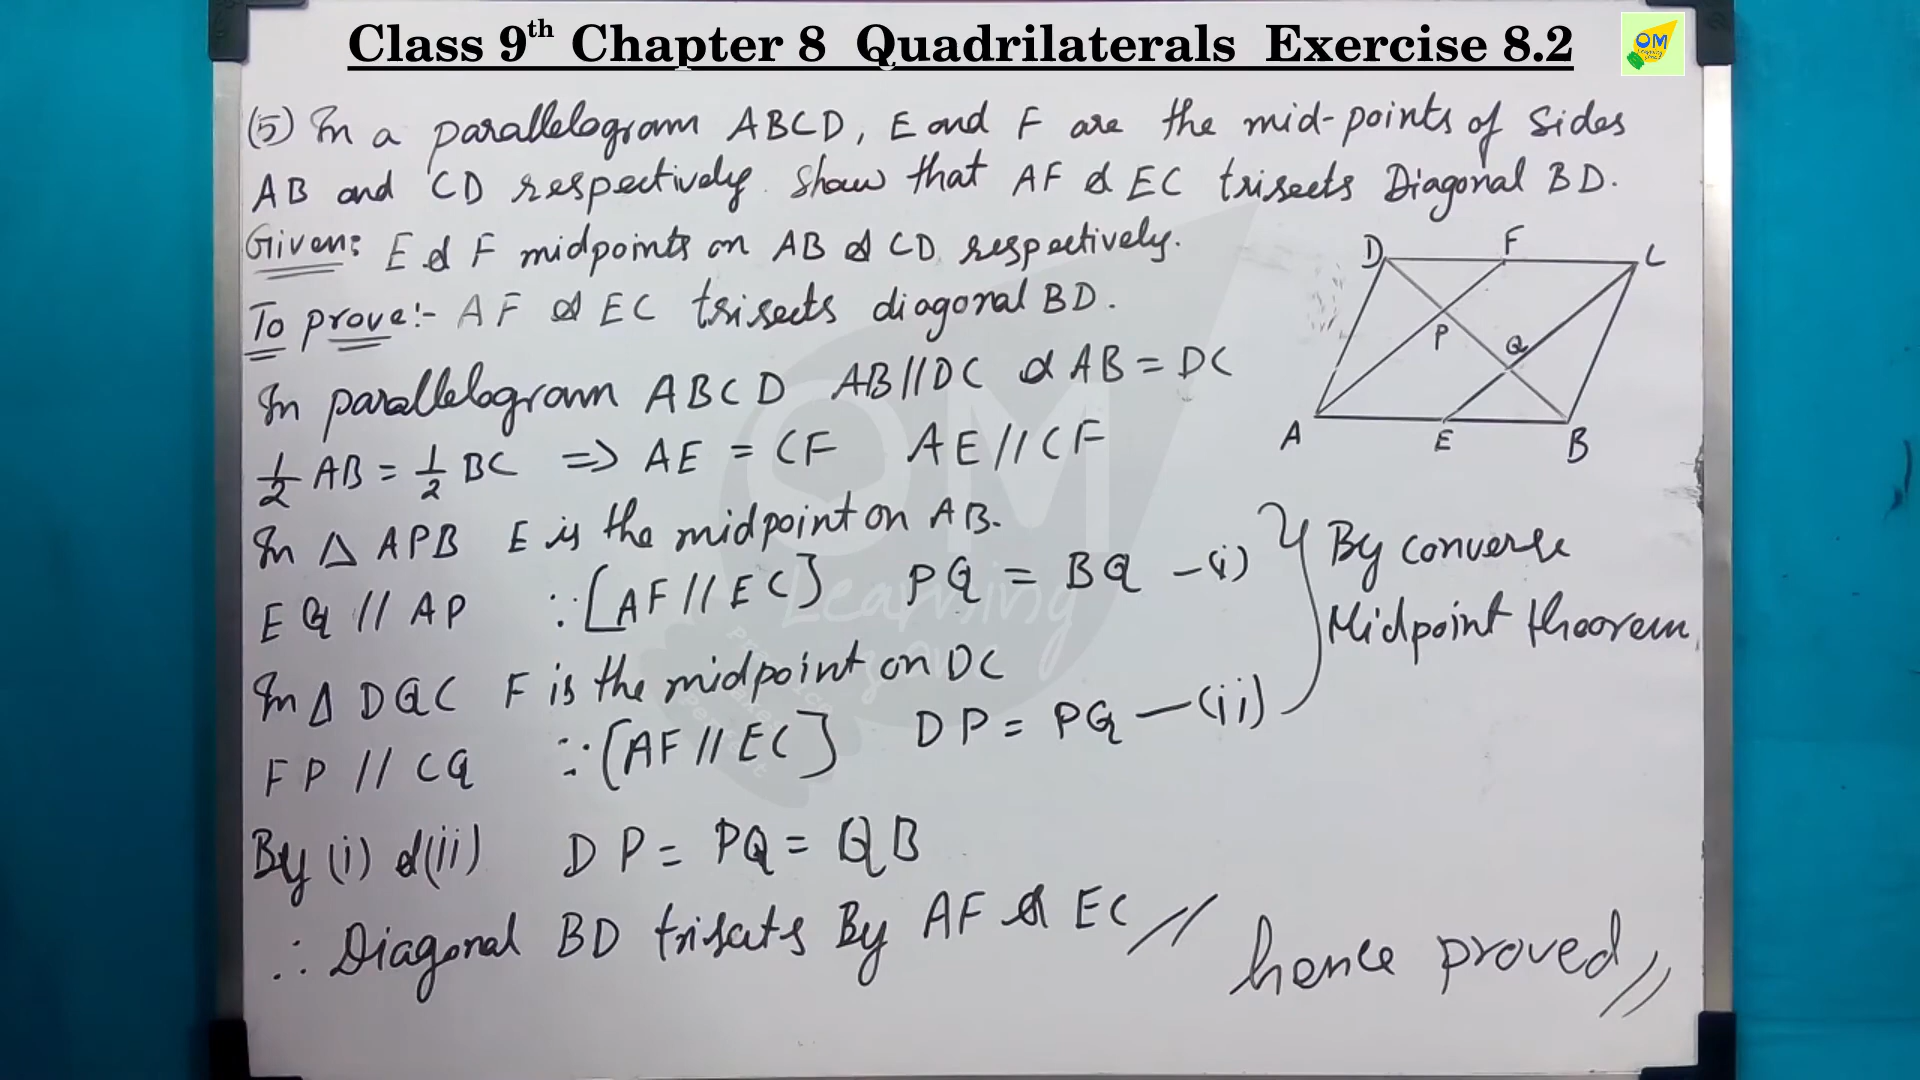 Class 9th Chapter 8 Quadrilaterals Exercise 8.2
OM
(5) In a parallelogram ABCD, E and F are the mid-points of Sides
AB and CD respectively. Show that AF & EC trisects Diagonal BD.
Given: E & F midpoints on AB & CD respectively.
To prove:- AF & EC trisects diagonal BD.
In parallelogram ABCD AB//DC & AB = DC
1/2 AB = 1/2 BC => AE = CF AE//CF
In △ APB E is the midpoint on AB.
EQ // AP ∵[AF//EC] PQ = BQ -(i)
In △ DQC F is the midpoint on DC
FP // CQ ∵[AF//EC] DP = PQ -(ii)
By converse
Midpoint theorem
By (i) &(ii) DP = PQ = QB
∴ Diagonal BD trisects By AF & EC //
hence proved //
D F C
P Q
A E B
OM
Learning